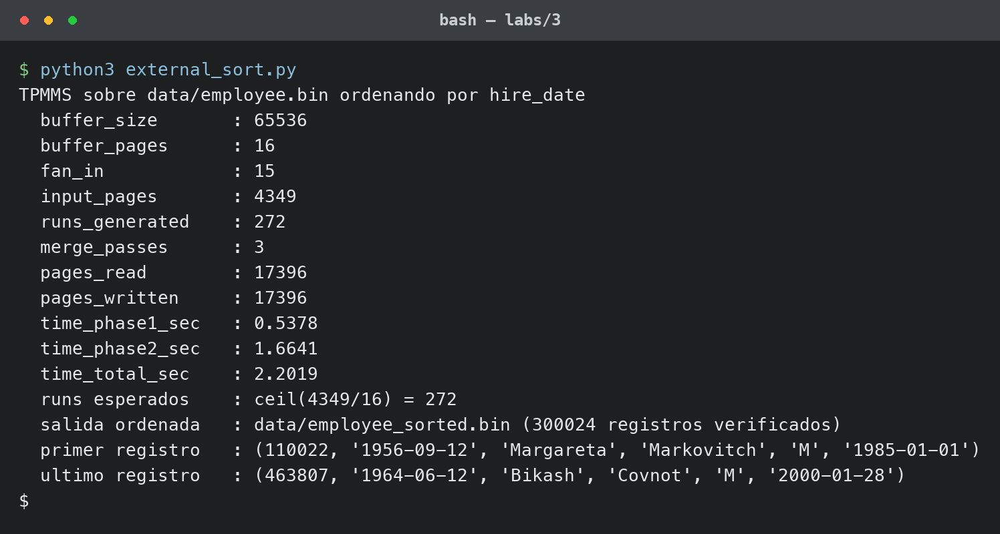 bash — labs/3
$ python3 external_sort.py
TPMMS sobre data/employee.bin ordenando por hire_date
  buffer_size       : 65536
  buffer_pages      : 16
  fan_in            : 15
  input_pages       : 4349
  runs_generated    : 272
  merge_passes      : 3
  pages_read        : 17396
  pages_written     : 17396
  time_phase1_sec   : 0.5378
  time_phase2_sec   : 1.6641
  time_total_sec    : 2.2019
  runs esperados    : ceil(4349/16) = 272
  salida ordenada   : data/employee_sorted.bin (300024 registros verificados)
  primer registro   : (110022, '1956-09-12', 'Margareta', 'Markovitch', 'M', '1985-01-01')
  ultimo registro   : (463807, '1964-06-12', 'Bikash', 'Covnot', 'M', '2000-01-28')
$